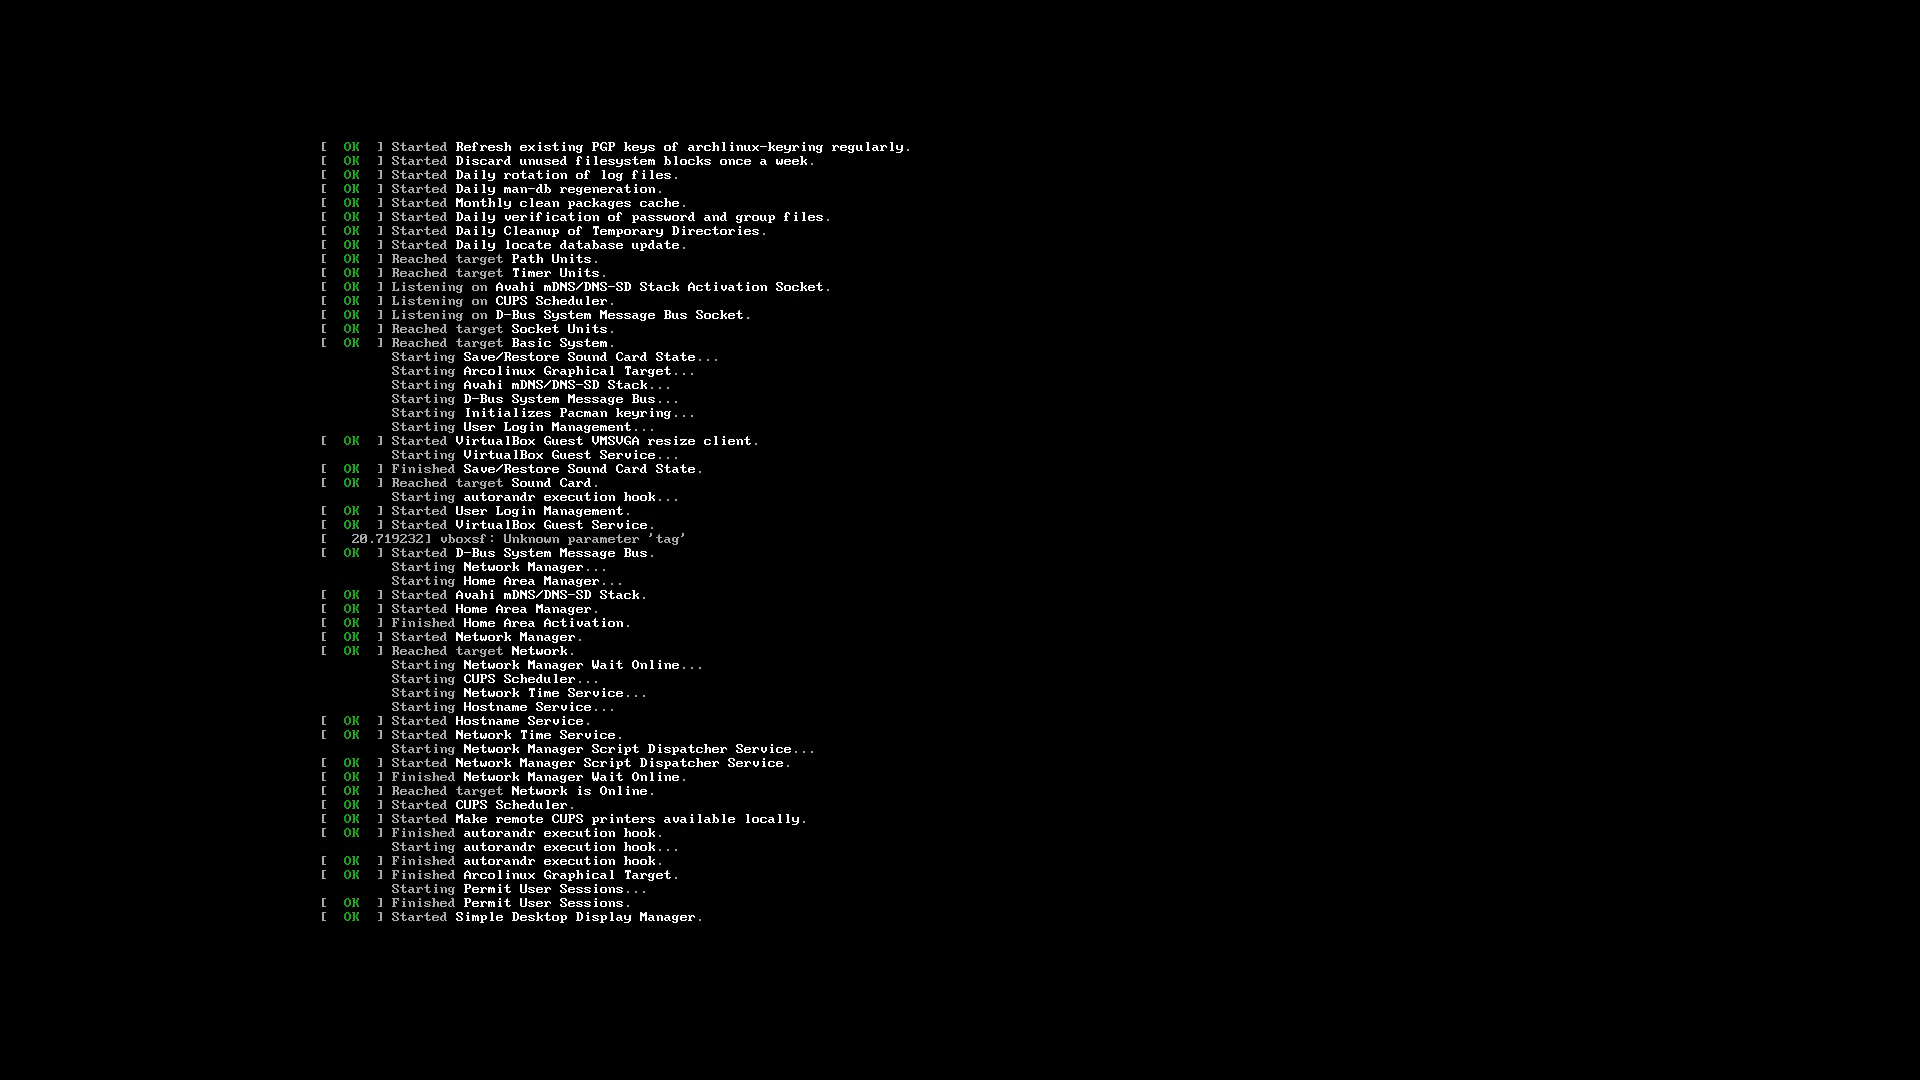 [  OK  ] Started Refresh existing PGP keys of archlinux-keyring regularly.
[  OK  ] Started Discard unused filesystem blocks once a week.
[  OK  ] Started Daily rotation of log files.
[  OK  ] Started Daily man-db regeneration.
[  OK  ] Started Monthly clean packages cache.
[  OK  ] Started Daily verification of password and group files.
[  OK  ] Started Daily Cleanup of Temporary Directories.
[  OK  ] Started Daily locate database update.
[  OK  ] Reached target Path Units.
[  OK  ] Reached target Timer Units.
[  OK  ] Listening on Avahi mDNS/DNS-SD Stack Activation Socket.
[  OK  ] Listening on CUPS Scheduler.
[  OK  ] Listening on D-Bus System Message Bus Socket.
[  OK  ] Reached target Socket Units.
[  OK  ] Reached target Basic System.
Starting Save/Restore Sound Card State...
Starting Arcolinux Graphical Target...
Starting Avahi mDNS/DNS-SD Stack...
Starting D-Bus System Message Bus...
Starting Initializes Pacman keyring...
Starting User Login Management...
[  OK  ] Started VirtualBox Guest VMSVGA resize client.
Starting VirtualBox Guest Service...
[  OK  ] Finished Save/Restore Sound Card State.
[  OK  ] Reached target Sound Card.
Starting autorandr execution hook...
[  OK  ] Started User Login Management.
[  OK  ] Started VirtualBox Guest Service.
[   20.719232] vboxsf: Unknown parameter 'tag'
[  OK  ] Started D-Bus System Message Bus.
Starting Network Manager...
Starting Home Area Manager...
[  OK  ] Started Avahi mDNS/DNS-SD Stack.
[  OK  ] Started Home Area Manager.
[  OK  ] Finished Home Area Activation.
[  OK  ] Started Network Manager.
[  OK  ] Reached target Network.
Starting Network Manager Wait Online...
Starting CUPS Scheduler...
Starting Network Time Service...
Starting Hostname Service...
[  OK  ] Started Hostname Service.
[  OK  ] Started Network Time Service.
Starting Network Manager Script Dispatcher Service...
[  OK  ] Started Network Manager Script Dispatcher Service.
[  OK  ] Finished Network Manager Wait Online.
[  OK  ] Reached target Network is Online.
[  OK  ] Started CUPS Scheduler.
[  OK  ] Started Make remote CUPS printers available locally.
[  OK  ] Finished autorandr execution hook.
Starting autorandr execution hook...
[  OK  ] Finished autorandr execution hook.
[  OK  ] Finished Arcolinux Graphical Target.
Starting Permit User Sessions...
[  OK  ] Finished Permit User Sessions.
[  OK  ] Started Simple Desktop Display Manager.